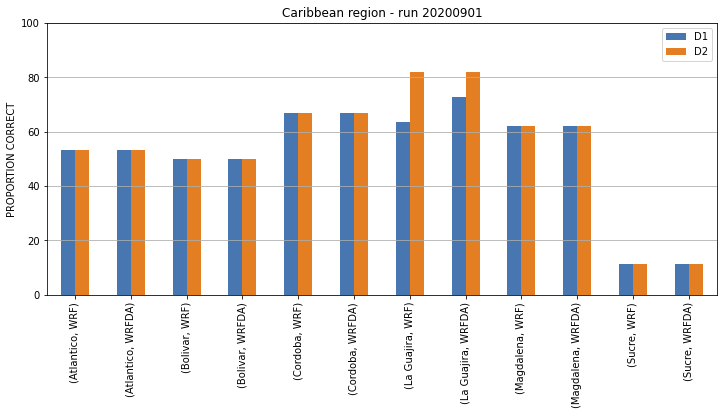 Caribbean region - run 20200901
PROPORTION CORRECT
100
80
60
40
20
0
D1
D2
(Atlantico, WRF)
(Atlantico, WRFDA)
(Bolivar, WRF)
(Bolivar, WRFDA)
(Cordoba, WRF)
(Cordoba, WRFDA)
(La Guajira, WRF)
(La Guajira, WRFDA)
(Magdalena, WRF)
(Magdalena, WRFDA)
(Sucre, WRF)
(Sucre, WRFDA)